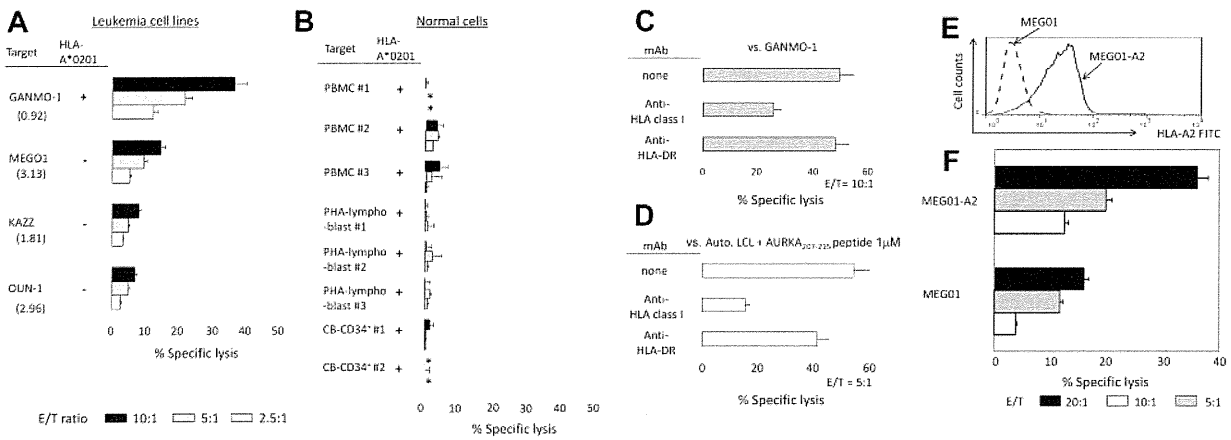 A
Leukemia cell lines
Target
HLA-A*0201
GANMO-1 +
(0.92)
MEGO1 -
(3.13)
KAZZ -
(1.81)
OUN-1 -
(2.96)
0 10 20 30 40 50
% Specific lysis
E/T ratio 10:1 5:1 2.5:1
B
Normal cells
Target
HLA-A*0201
PBMC #1 +
*
*
PBMC #2 +
PBMC #3 +
PHA-lympho
-blast #1 +
PHA-lympho
-blast #2 +
PHA-lympho
-blast #3 +
CB-CD34+ #1 +
CB-CD34+ #2 +
*
*
0 10 20 30 40 50
% Specific lysis
C
mAb
vs. GANMO-1
none
Anti-
HLA class I
Anti-
HLA-DR
0 20 40 60
E/T= 10:1
% Specific lysis
D
mAb
vs. Auto. LCL + AURKA207-215 peptide 1μM
none
Anti-
HLA class I
Anti-
HLA-DR
0 20 40 60
E/T = 5:1
% Specific lysis
E
MEG01
MEG01-A2
Cell counts
HLA-A2 FITC
F
MEG01-A2
MEG01
0 10 20 30 40
% Specific lysis
E/T 20:1 10:1 5:1